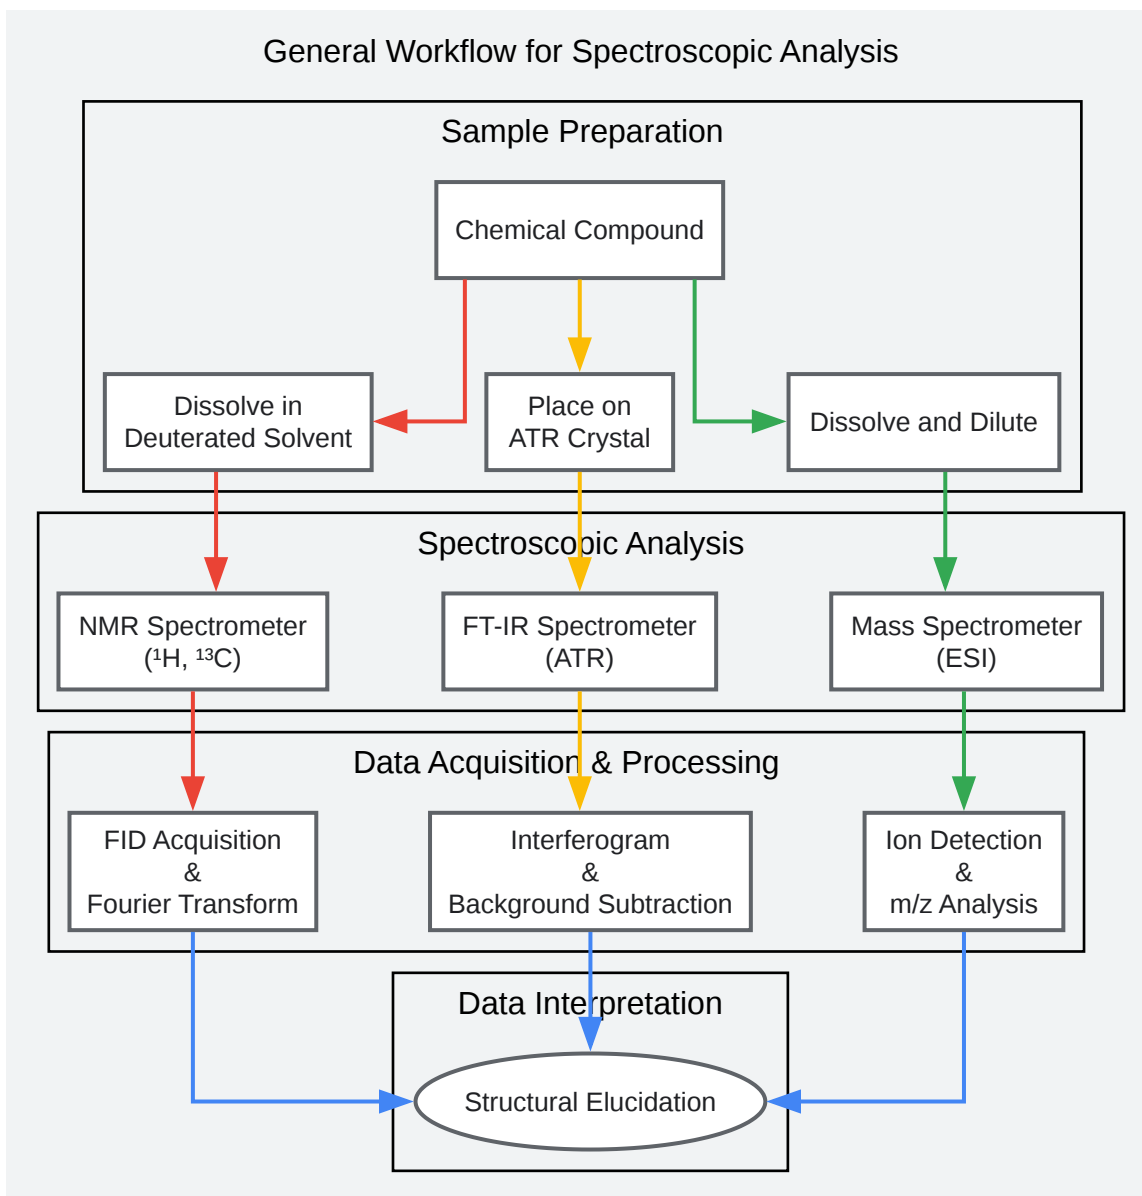 General Workflow for Spectroscopic Analysis
Sample Preparation
Chemical Compound
Dissolve in
Deuterated Solvent
Place on
ATR Crystal
Dissolve and Dilute
Spectroscopic Analysis
NMR Spectrometer
(¹H, ¹³C)
FT-IR Spectrometer
(ATR)
Mass Spectrometer
(ESI)
Data Acquisition & Processing
FID Acquisition
&
Fourier Transform
Interferogram
&
Background Subtraction
Ion Detection
&
m/z Analysis
Data Interpretation
Structural Elucidation